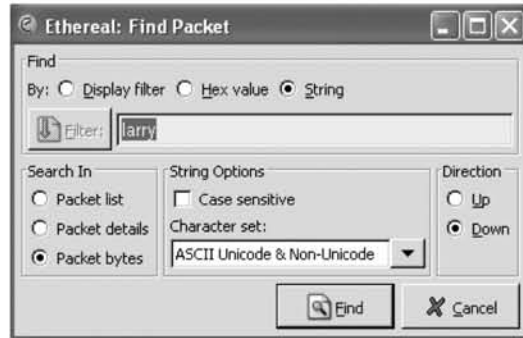 Ethereal: Find Packet
Find
By: Display filter Hex value String
Filter: larry
Search In
Packet list
Packet details
Packet bytes
String Options
Case sensitive
Character set:
ASCII Unicode & Non-Unicode
Direction
Up
Down
Find Cancel